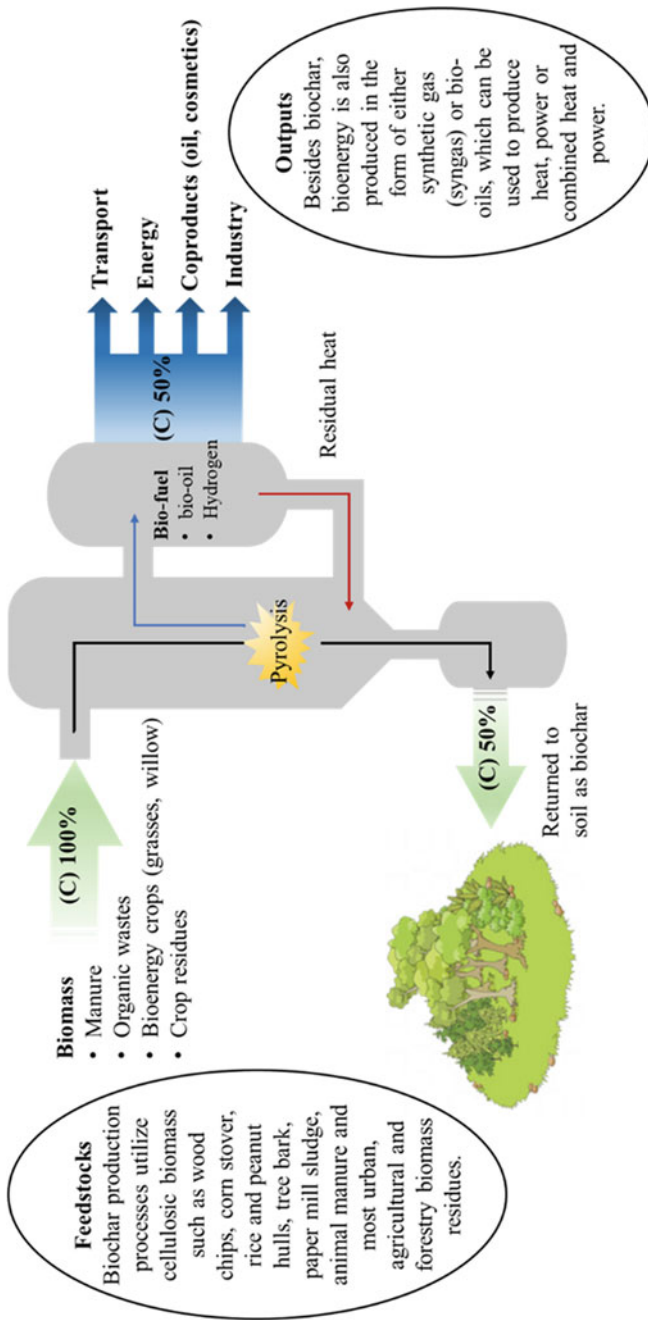 Feedstocks
Biochar production
processes utilize
cellulosic biomass
such as wood
chips, corn stover,
rice and peanut
hulls, tree bark,
paper mill sludge,
animal manure and
most urban,
agricultural and
forestry biomass
residues.
Biomass
• Manure
• Organic wastes
• Bioenergy crops (grasses, willow)
• Crop residues
(C) 100%
Pyrolysis
Bio-fuel
• bio-oil
• Hydrogen
(C) 50%
Transport
Energy
Coproducts (oil, cosmetics)
Industry
Residual heat
(C) 50%
Returned to
soil as biochar
Outputs
Besides biochar,
bioenergy is also
produced in the
form of either
synthetic gas
(syngas) or bio-
oils, which can be
used to produce
heat, power or
combined heat and
power.